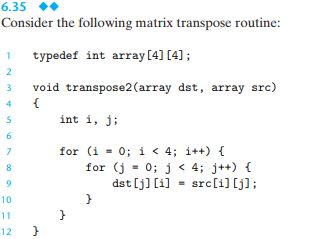 6.35 ◆◆
Consider the following matrix transpose routine:
1 typedef int array[4][4];
2
3 void transpose2(array dst, array src)
4 {
5 int i, j;
6
7 for (i = 0; i < 4; i++) {
8 for (j = 0; j < 4; j++) {
9 dst[j][i] = src[i][j];
10 }
11 }
12 }